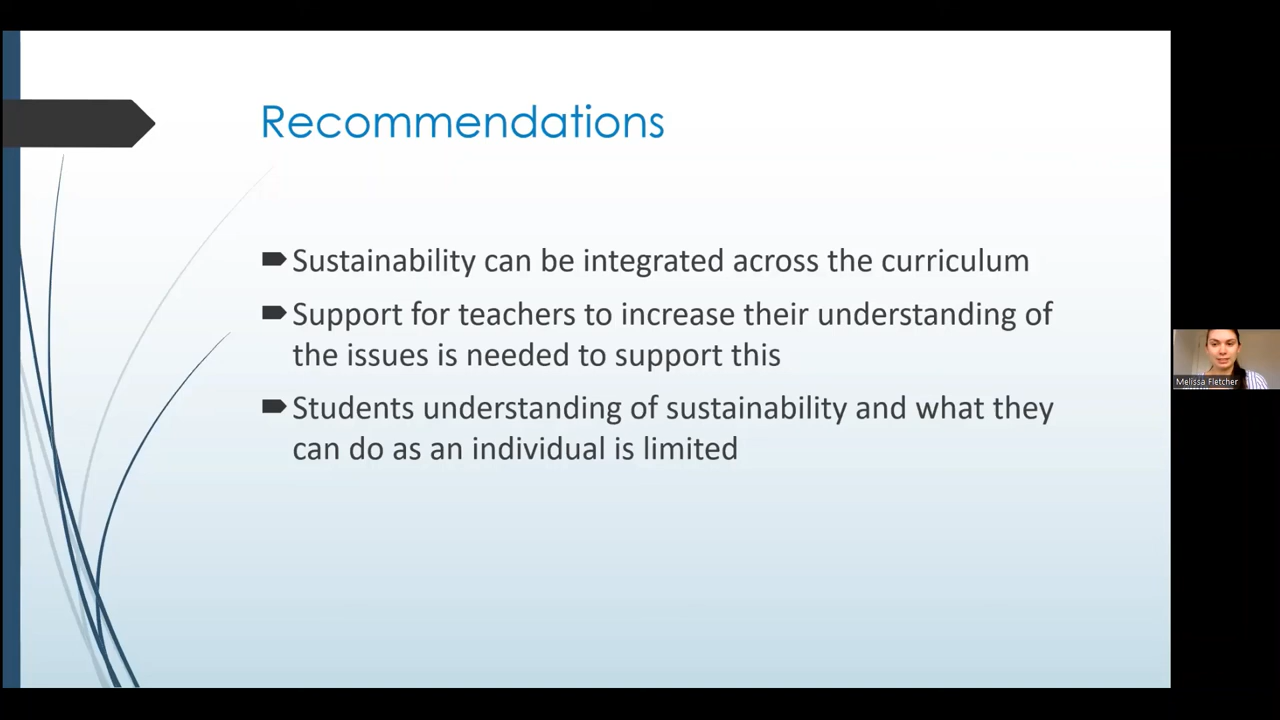 Recommendations
Sustainability can be integrated across the curriculum
Support for teachers to increase their understanding of
the issues is needed to support this
Students understanding of sustainability and what they
can do as an individual is limited
Melissa Fletcher